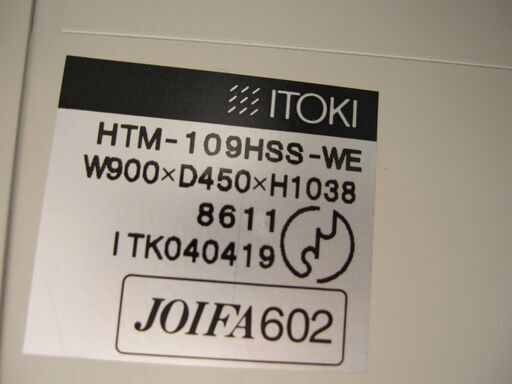 ITOKI
HTM-109HSS-WE
W900×D450×H1038
8611
ITK040419
JOIFA602